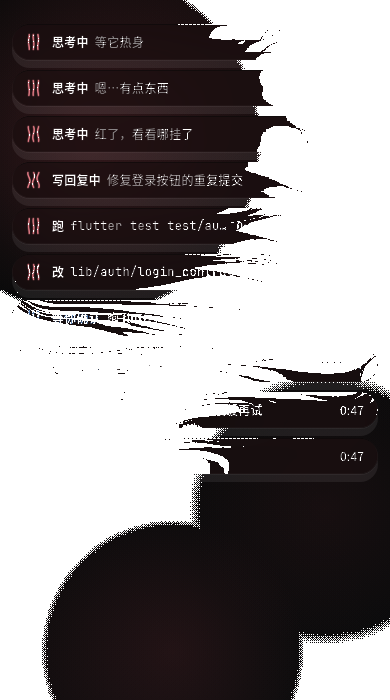 思考中 等它热身
思考中 嗯…有点东西
思考中 红了，看看哪挂了
写回复中 修复登录按钮的重复提交
跑 flutter test test/au…
改 lib/auth/login_con
再试 0:47
0:47